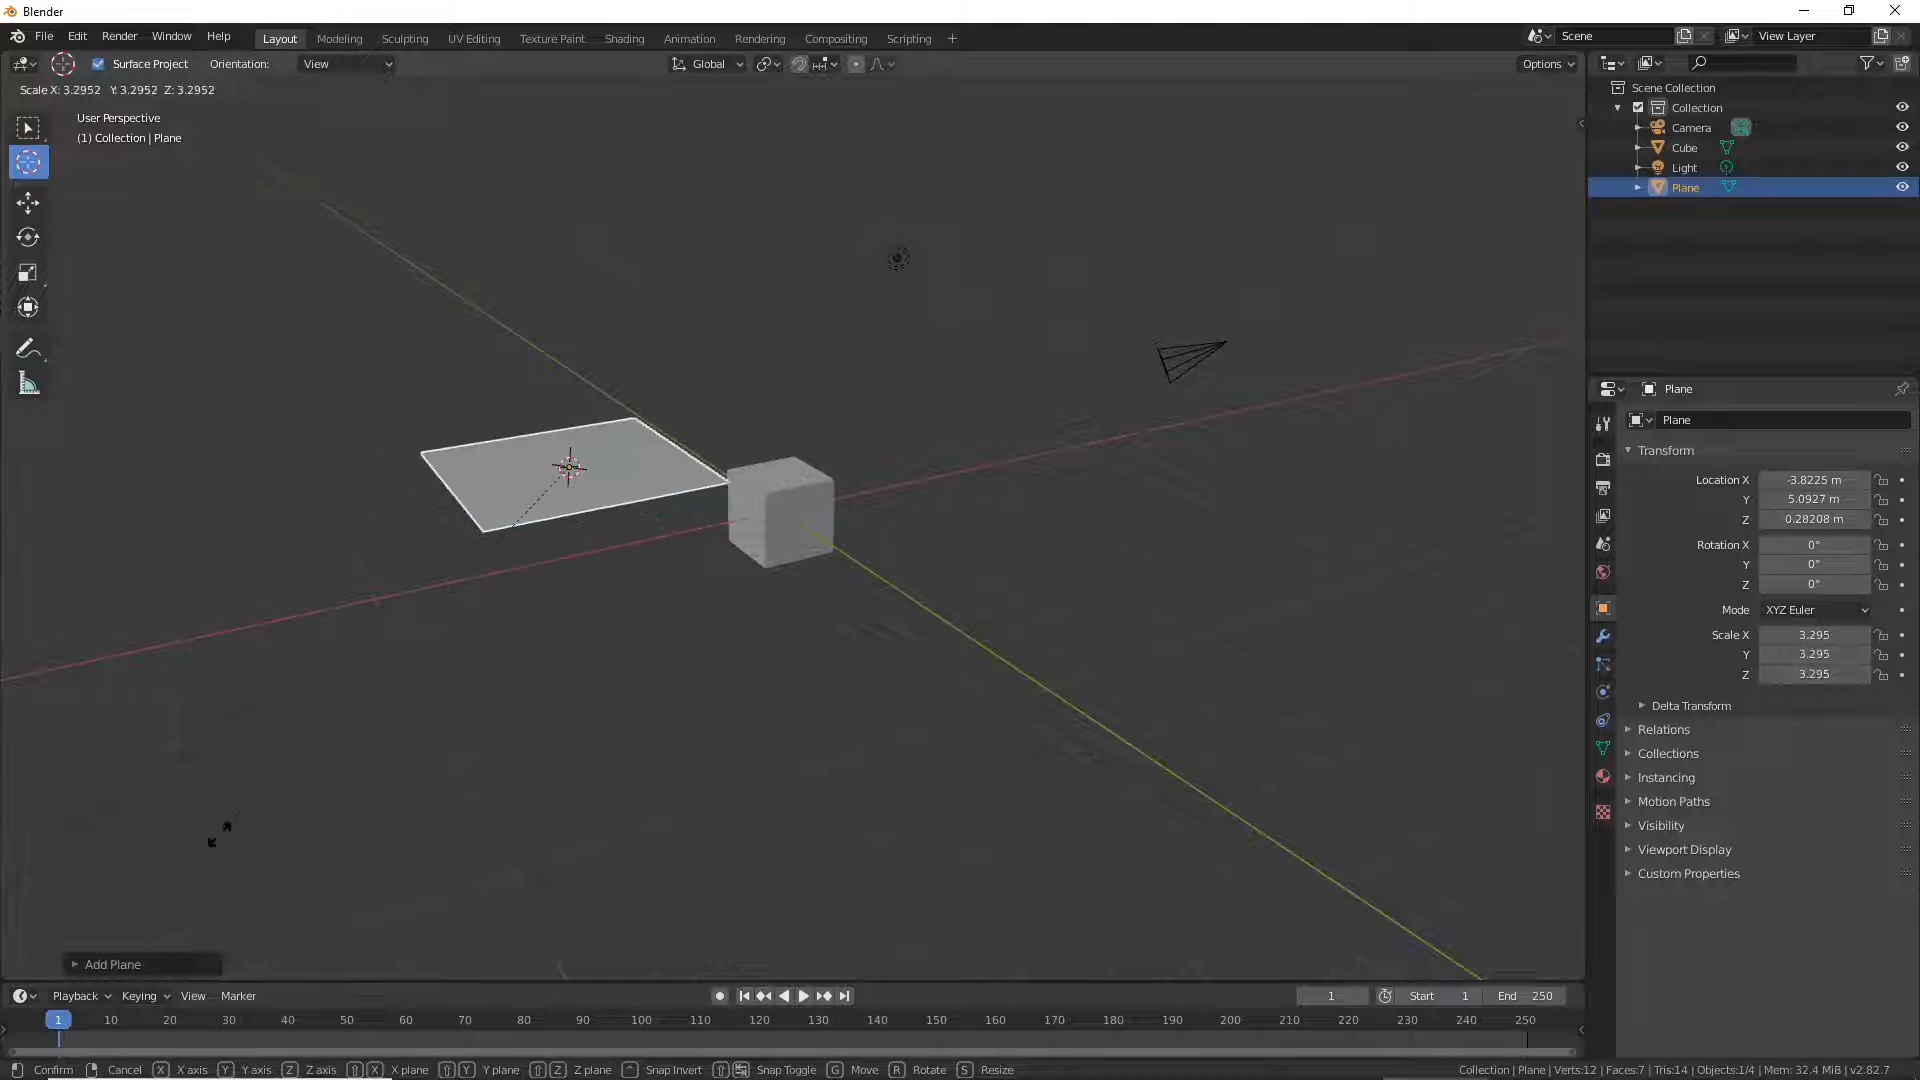 Blender
File Edit Render Window Help Layout Modeling Sculpting UV Editing Texture Paint Shading Animation Rendering Compositing Scripting + Scene View Layer
Surface Project Orientation: View Global Options
Scale X: 3.2952 Y: 3.2952 Z: 3.2952
User Perspective
(1) Collection | Plane
Scene Collection
Collection
Camera
Cube
Light
Plane
Plane
Plane
Transform
Location X -3.8225 m
Y 5.0927 m
Z 0.28208 m
Rotation X 0°
Y 0°
Z 0°
Mode XYZ Euler
Scale X 3.295
Y 3.295
Z 3.295
Delta Transform
Relations
Collections
Instancing
Motion Paths
Visibility
Viewport Display
Custom Properties
Add Plane
Playback Keying View Marker 1 Start 1 End 250
1 10 20 30 40 50 60 70 80 90 100 110 120 130 140 150 160 170 180 190 200 210 220 230 240 250
Confirm Cancel X X axis Y Y axis Z Z axis X X plane Y Y plane Z Z plane Snap Invert Snap Toggle G Move R Rotate S Resize Collection | Plane | Verts:12 | Faces:7 | Tris:14 | Objects:1/4 | Mem: 32.4 MiB | v2.82.7